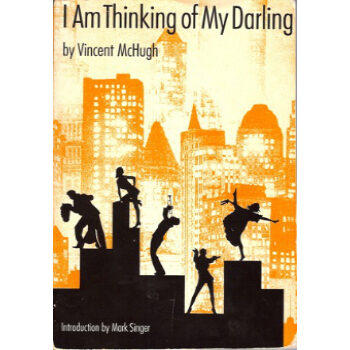 I Am Thinking of My Darling
by Vincent McHugh
Introduction by Mark Singer